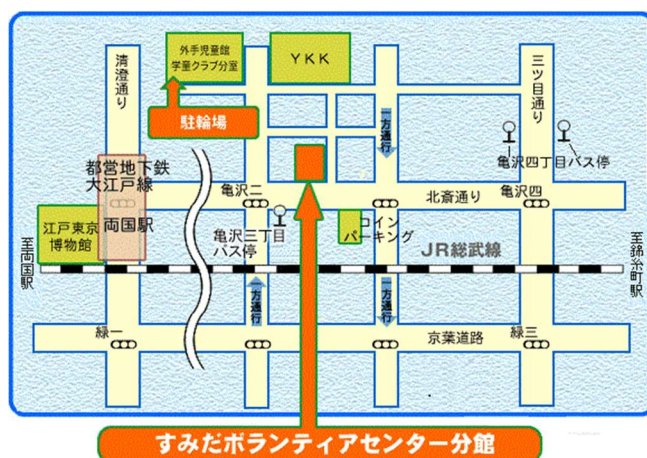 外手児童館
学童クラブ分室
YKK
清澄通り
三ツ目通り
駐輪場
一方通行
亀沢四丁目バス停
都営地下鉄
大江戸線
亀沢二
北斎通り
亀沢四
江戸東京
博物館
両国駅
亀沢三丁目
バス停
コイン
パーキング
JR総武線
至両国駅
至錦糸町駅
一方通行
一方通行
緑一
京葉道路
緑三
すみだボランティアセンター分館